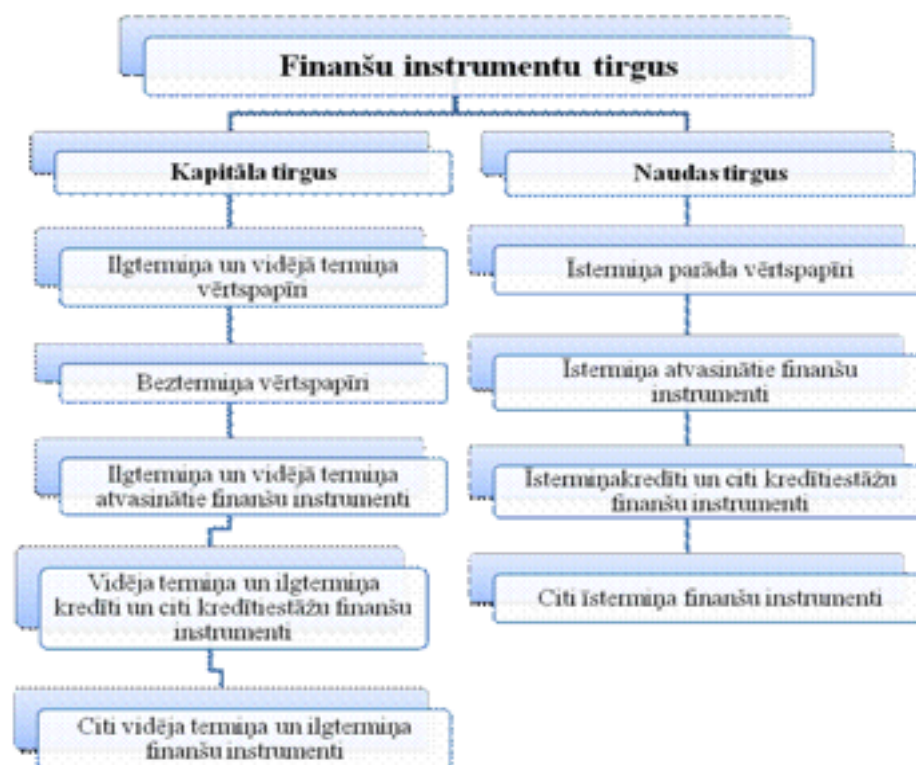 Finanšu instrumentu tirgus
Kapitāla tirgus
Ilgtermiņa un vidējā termiņa
vērtspapīri
Beztermiņa vērtspapīri
Ilgtermiņa un vidējā termiņa
atvasinātie finanšu instrumenti
Vidēja termiņa un ilgtermiņa
kredīti un citi kredītiestāžu finanšu
instrumenti
Citi vidēja termiņa un ilgtermiņa
finanšu instrumenti
Naudas tirgus
Īstermiņa parāda vērtspapīri
Īstermiņa atvasinātie finanšu
instrumenti
Īstermiņakredīti un citi kredītiestāžu
finanšu instrumenti
Citi īstermiņa finanšu instrumenti